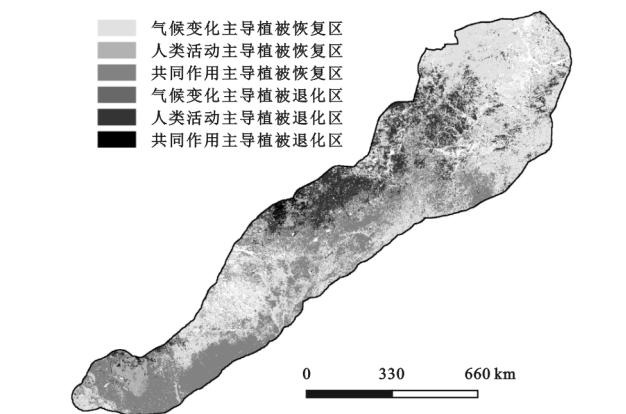 气候变化主导植被恢复区
人类活动主导植被恢复区
共同作用主导植被恢复区
气候变化主导植被退化区
人类活动主导植被退化区
共同作用主导植被退化区
0 330 660 km